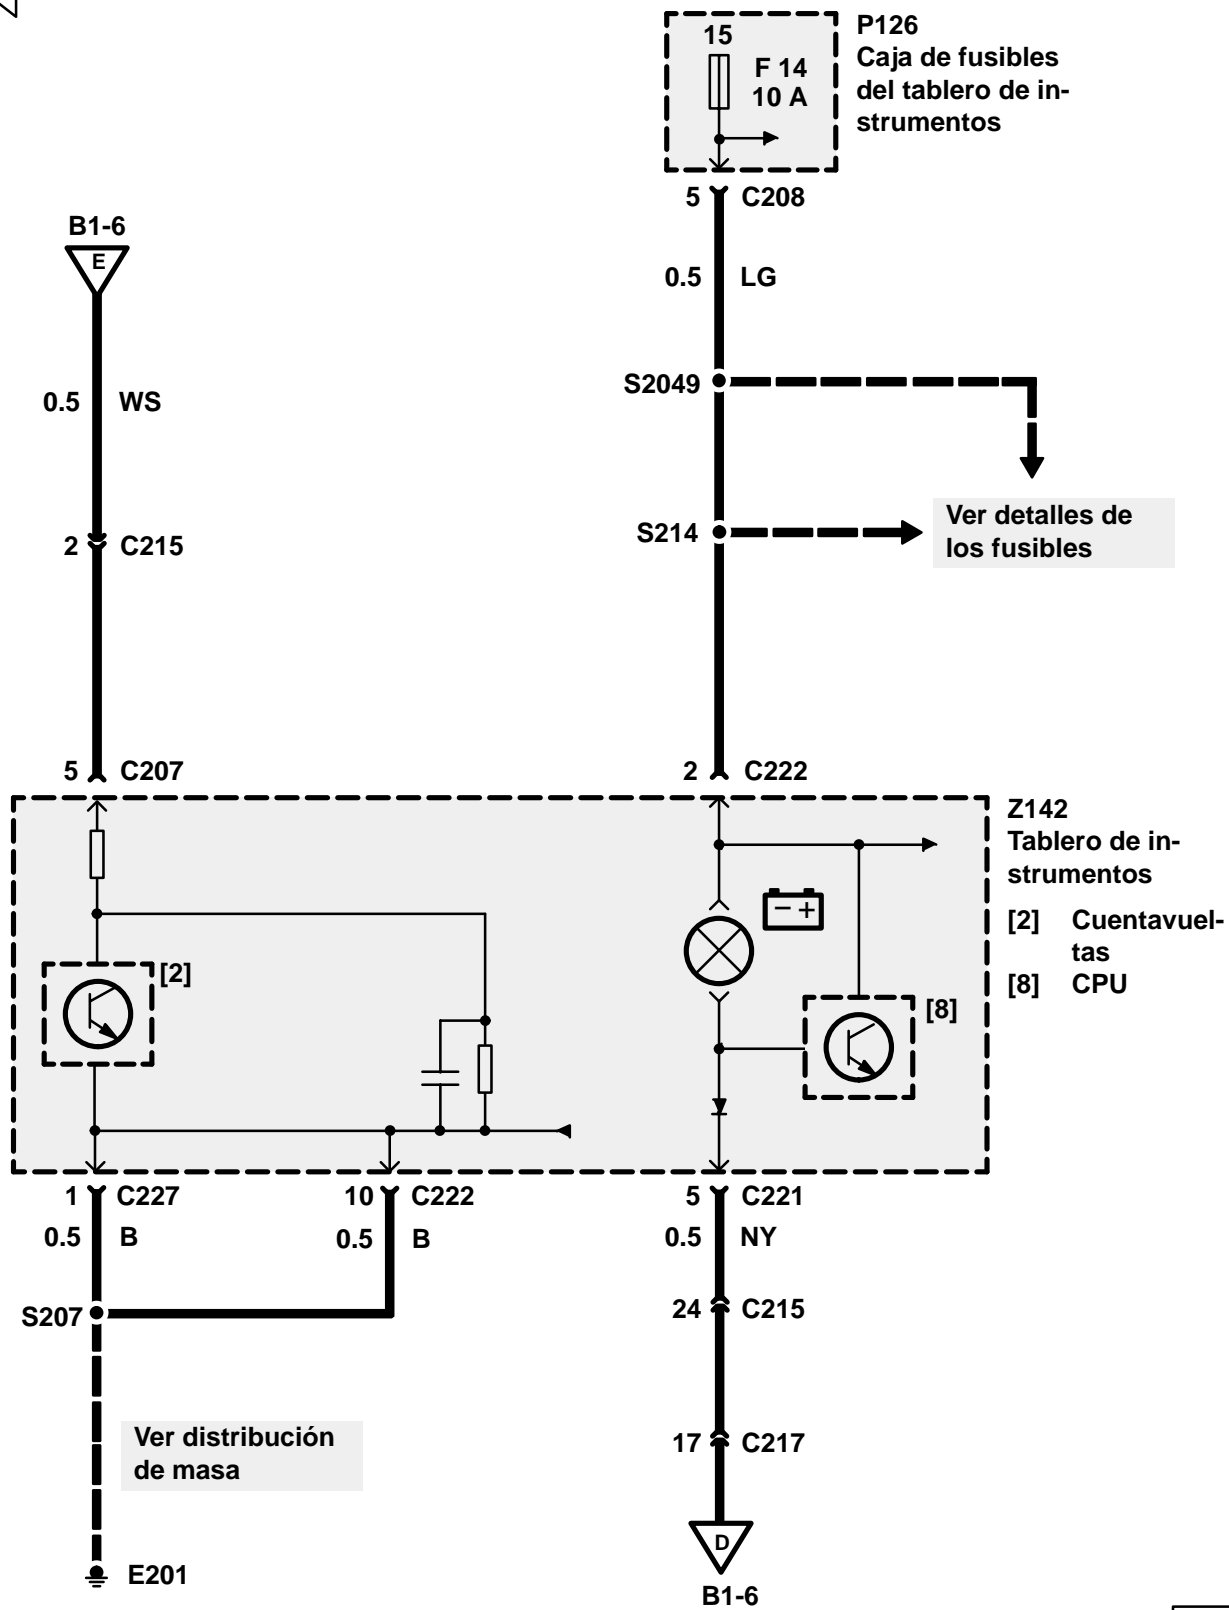 15
F 14
10 A
P126
Caja de fusibles
del tablero de in-
strumentos
5 C208
B1-6
E
0.5 LG
S2049
0.5 WS
Ver detalles de
los fusibles
S214
2 C215
5 C207
2 C222
Z142
Tablero de in-
strumentos
[2] Cuentavuel-
tas
[8] CPU
− +
[2]
[8]
1 C227
10 C222
5 C221
0.5 B
0.5 B
0.5 NY
S207
24 C215
Ver distribución
de masa
17 C217
D
E201
B1-6